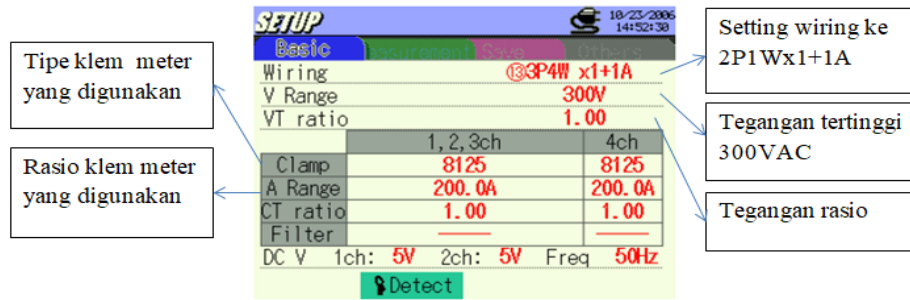 SETUP
10/23/2006
14:52:30
Basic Measurement Save Others
Wiring ⑬3P4W x1+1A
V Range 300V
VT ratio 1.00
1,2,3ch 4ch
Clamp 8125 8125
A Range 200.0A 200.0A
CT ratio 1.00 1.00
Filter
DC V 1ch: 5V 2ch: 5V Freq 50Hz
Detect
Tipe klem meter
yang digunakan
Rasio klem meter
yang digunakan
Setting wiring ke
2P1Wx1+1A
Tegangan tertinggi
300VAC
Tegangan rasio